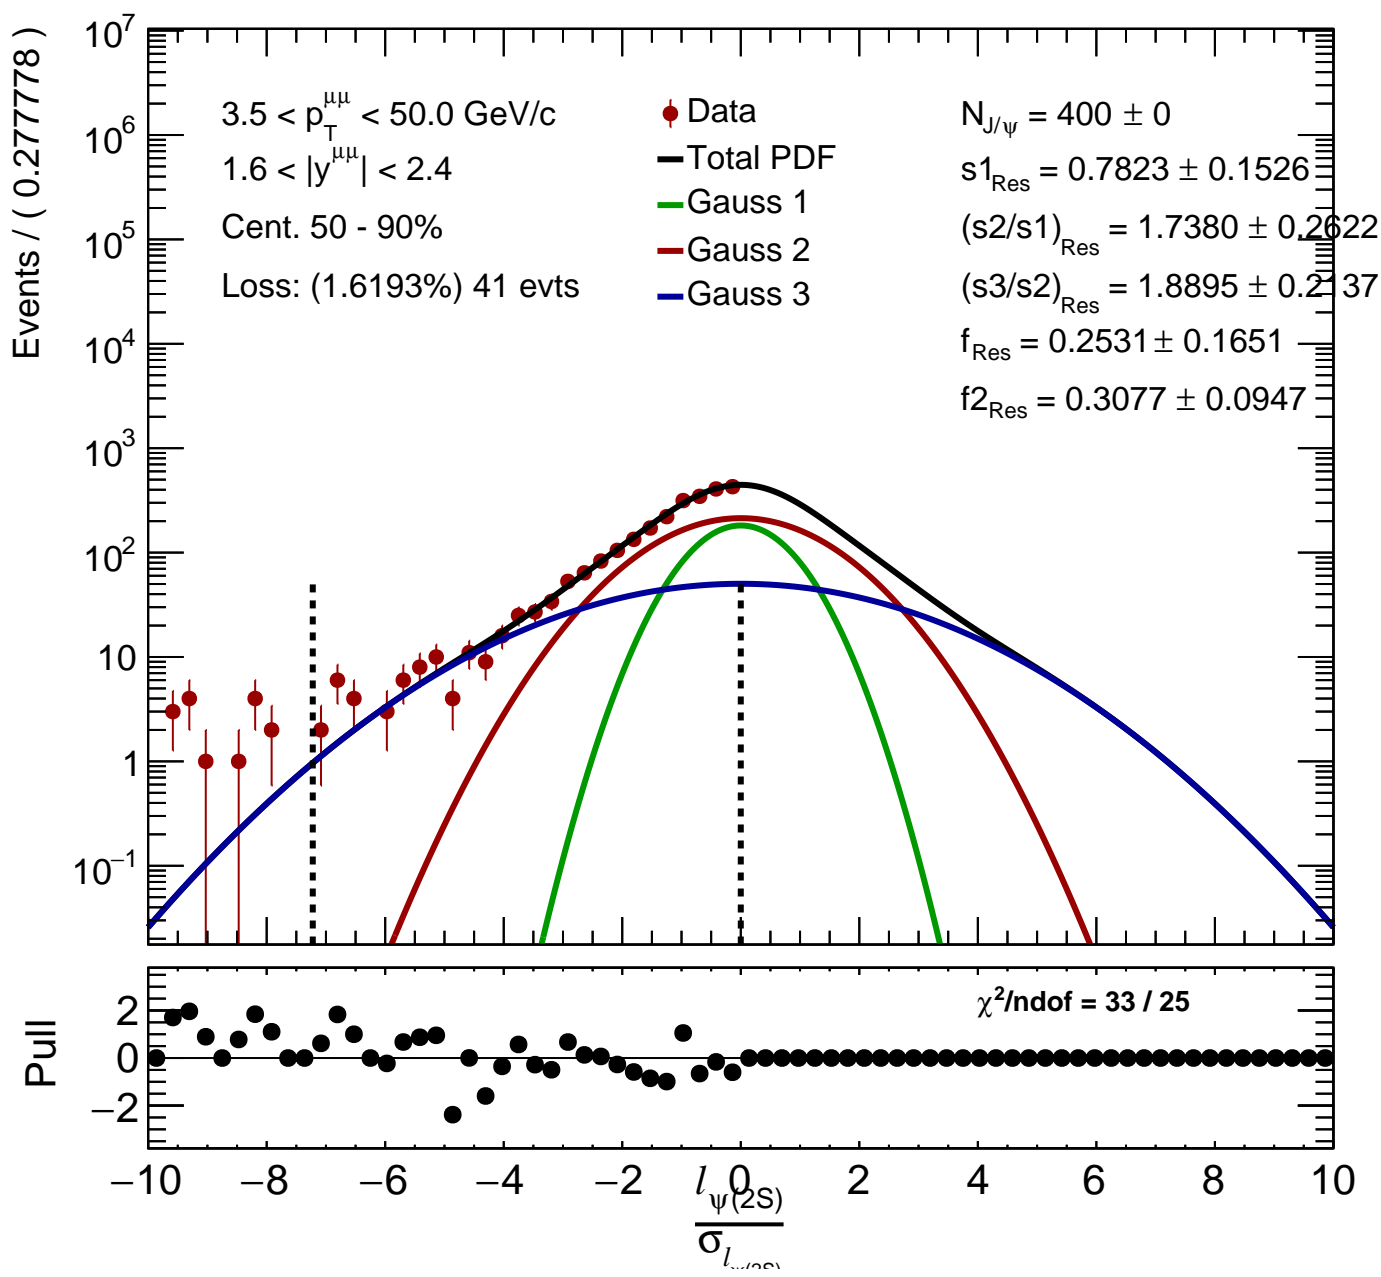 Events / ( 0.277778 )
10^7
10^6
10^5
10^4
10^3
10^2
10
1
10^−1
3.5 < p_T^μμ < 50.0 GeV/c
1.6 < |y^μμ| < 2.4
Cent. 50 - 90%
Loss: (1.6193%) 41 evts
Data
Total PDF
Gauss 1
Gauss 2
Gauss 3
N_J/ψ = 400 ± 0
s1_Res = 0.7823 ± 0.1526
(s2/s1)_Res = 1.7380 ± 0.2622
(s3/s2)_Res = 1.8895 ± 0.2137
f_Res = 0.2531 ± 0.1651
f2_Res = 0.3077 ± 0.0947
Pull
2
0
−2
χ²/ndof = 33 / 25
−10 −8 −6 −4 −2 0 2 4 6 8 10
l_ψ(2S)
σ_l_ψ(2S)